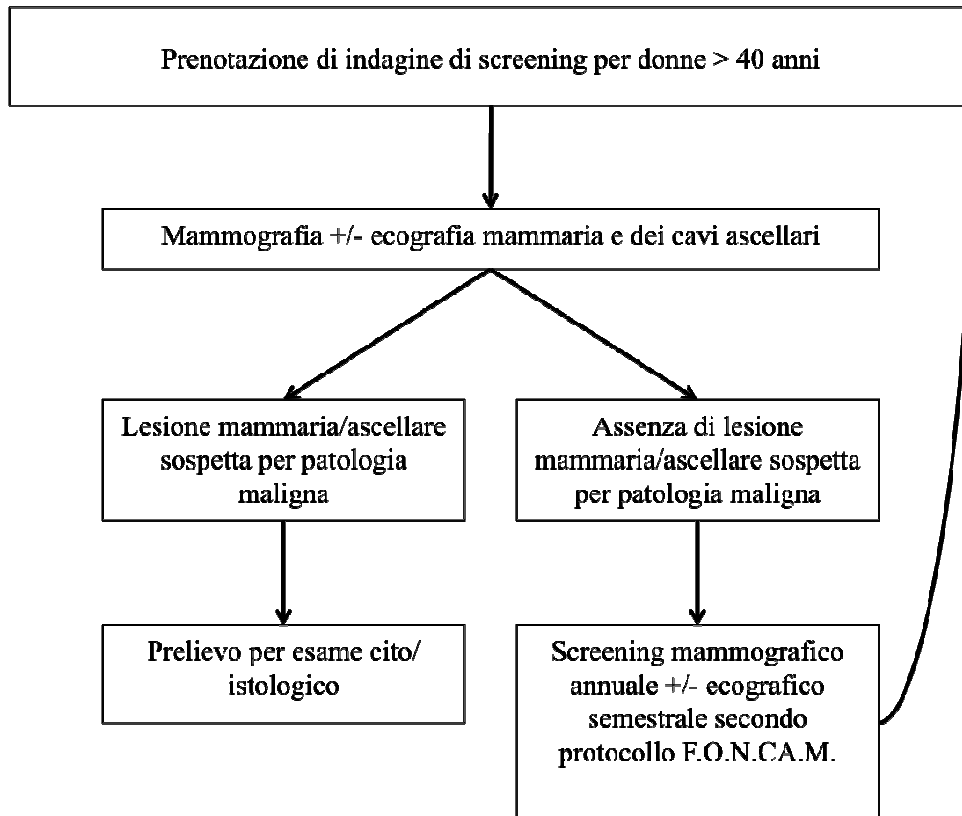 Prenotazione di indagine di screening per donne > 40 anni
Mammografia +/- ecografia mammaria e dei cavi ascellari
Lesione mammaria/ascellare
sospetta per patologia
maligna
Assenza di lesione
mammaria/ascellare sospetta
per patologia maligna
Prelievo per esame cito/
istologico
Screening mammografico
annuale +/- ecografico
semestrale secondo
protocollo F.O.N.CA.M.